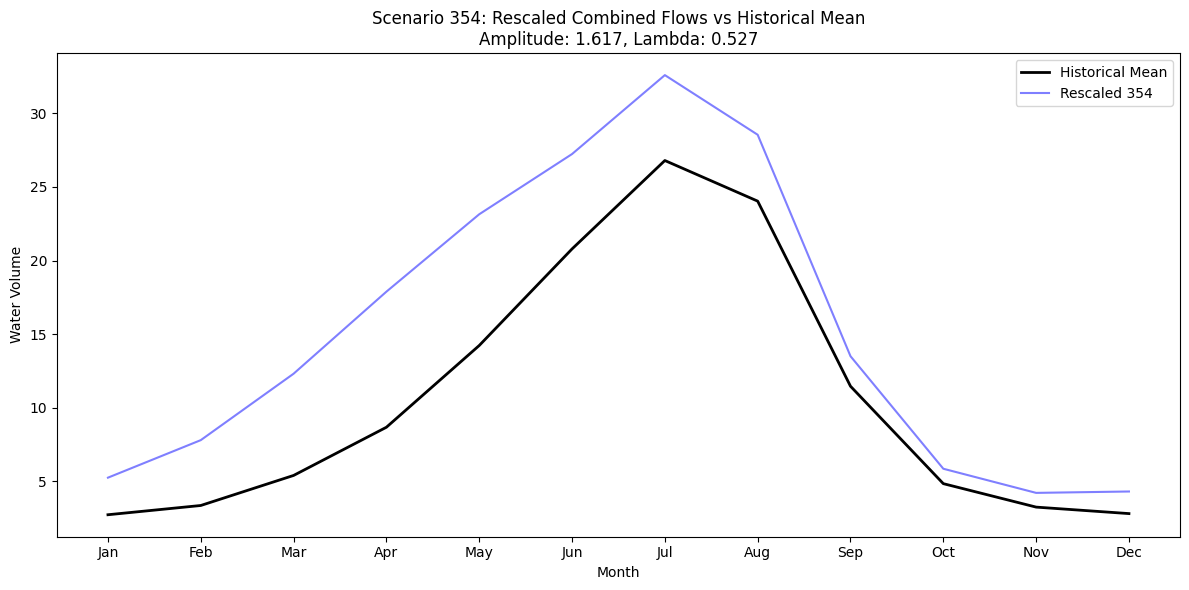 Scenario 354: Rescaled Combined Flows vs Historical Mean
Amplitude: 1.617, Lambda: 0.527
Historical Mean
Rescaled 354
Water Volume
30
25
20
15
10
5
Jan Feb Mar Apr May Jun Jul Aug Sep Oct Nov Dec
Month